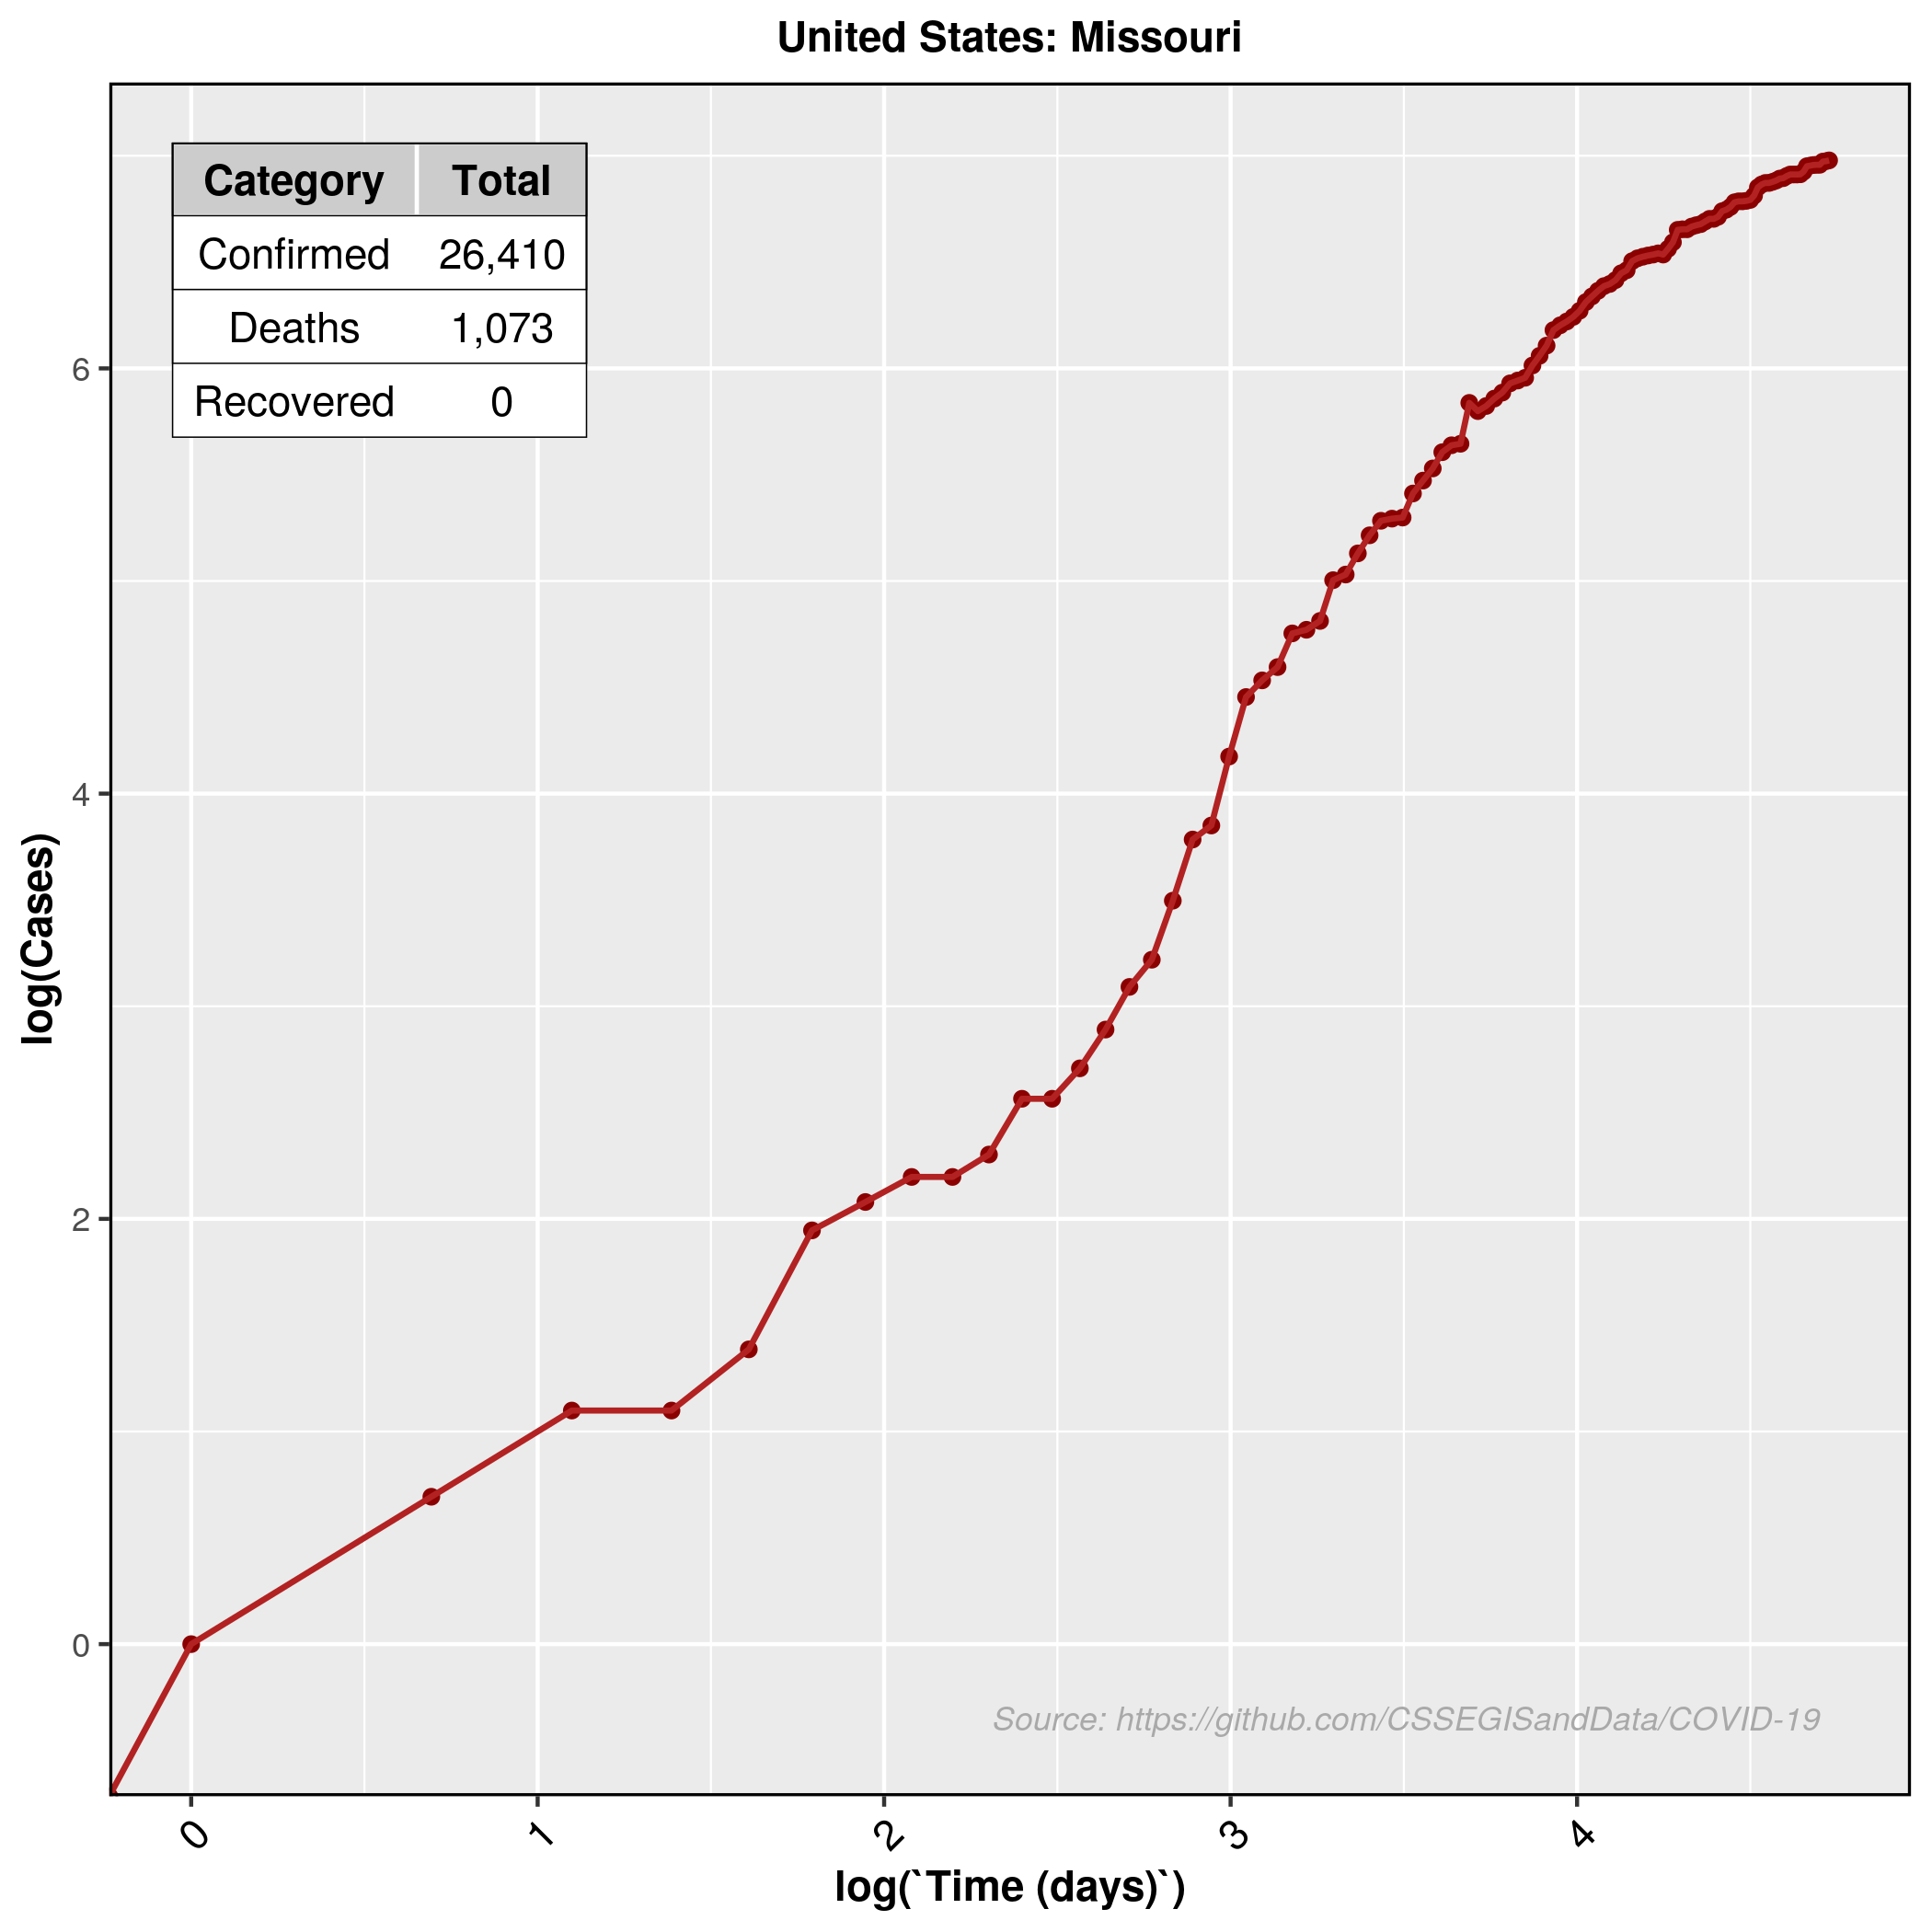 United States: Missouri
Category Total
Confirmed 26,410
Deaths 1,073
Recovered 0
6
4
2
0
log(Cases)
Source: https://github.com/CSSEGISandData/COVID-19
0 1 2 3 4
log(`Time (days)`)